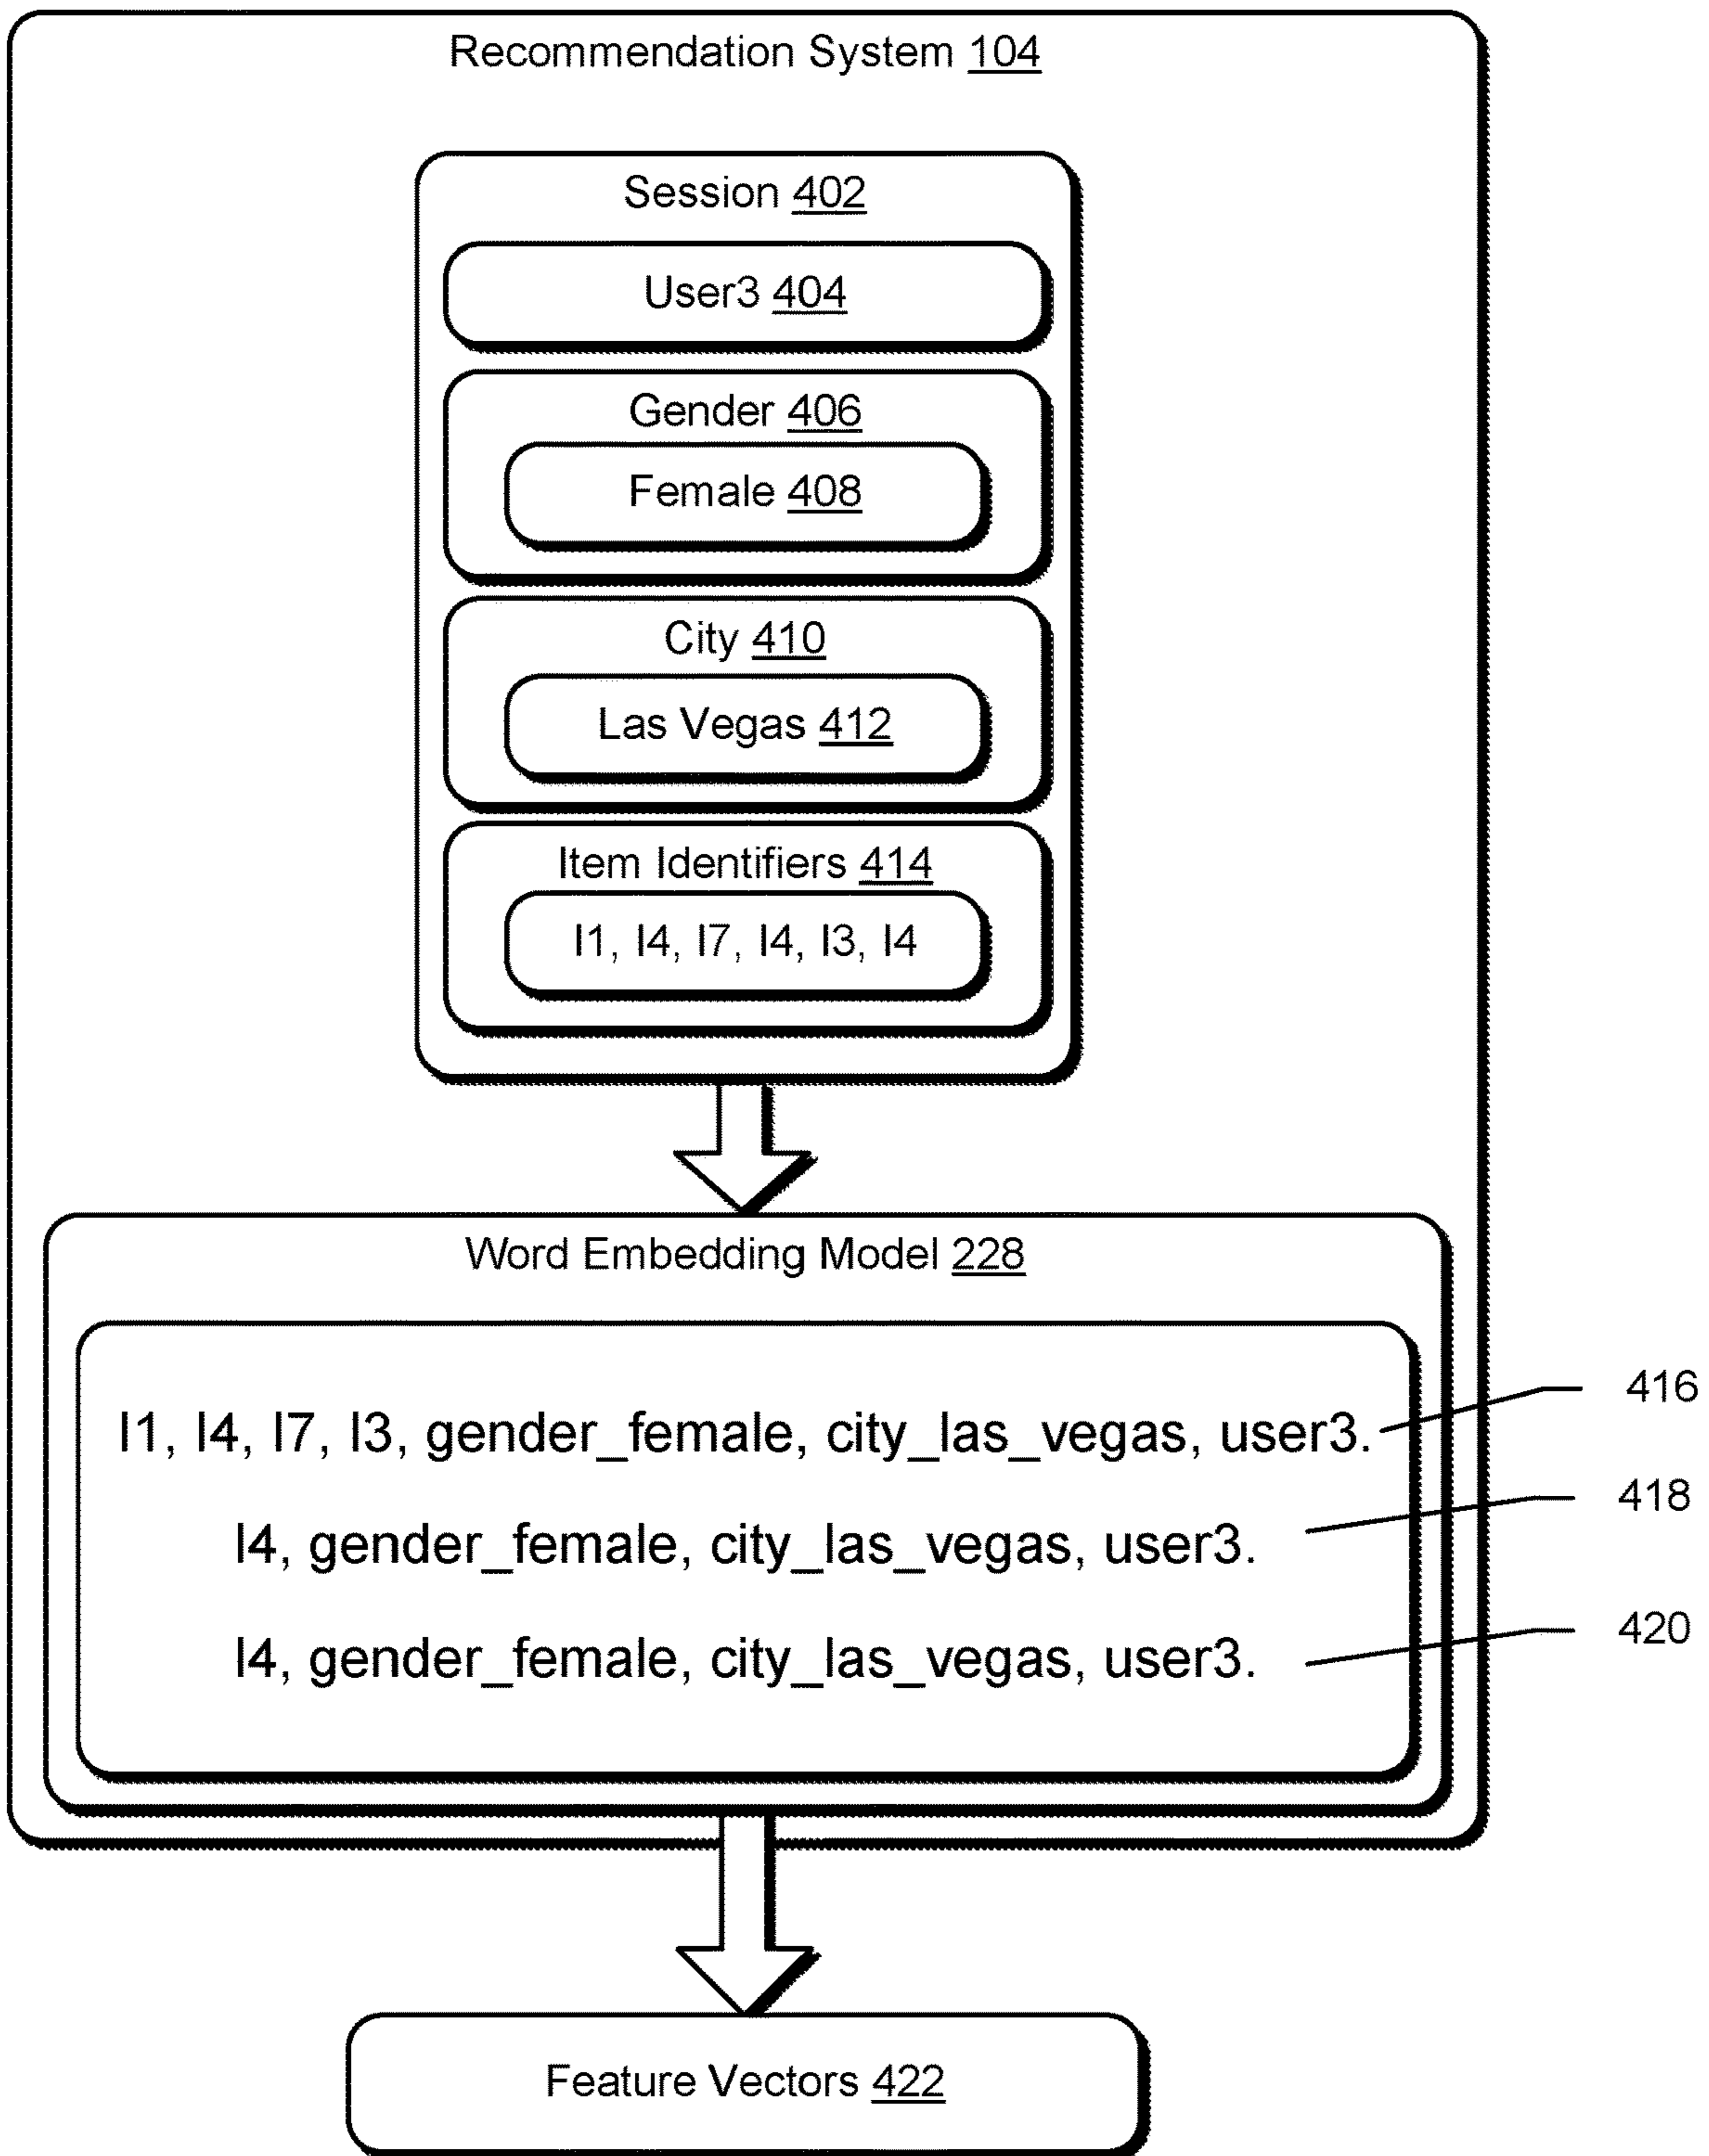 Recommendation System 104
Session 402
User3 404
Gender 406
Female 408
City 410
Las Vegas 412
Item Identifiers 414
I1, I4, I7, I4, I3, I4
Word Embedding Model 228
I1, I4, I7, I3, gender_female, city_las_vegas, user3.
416
I4, gender_female, city_las_vegas, user3.
418
I4, gender_female, city_las_vegas, user3.
420
Feature Vectors 422